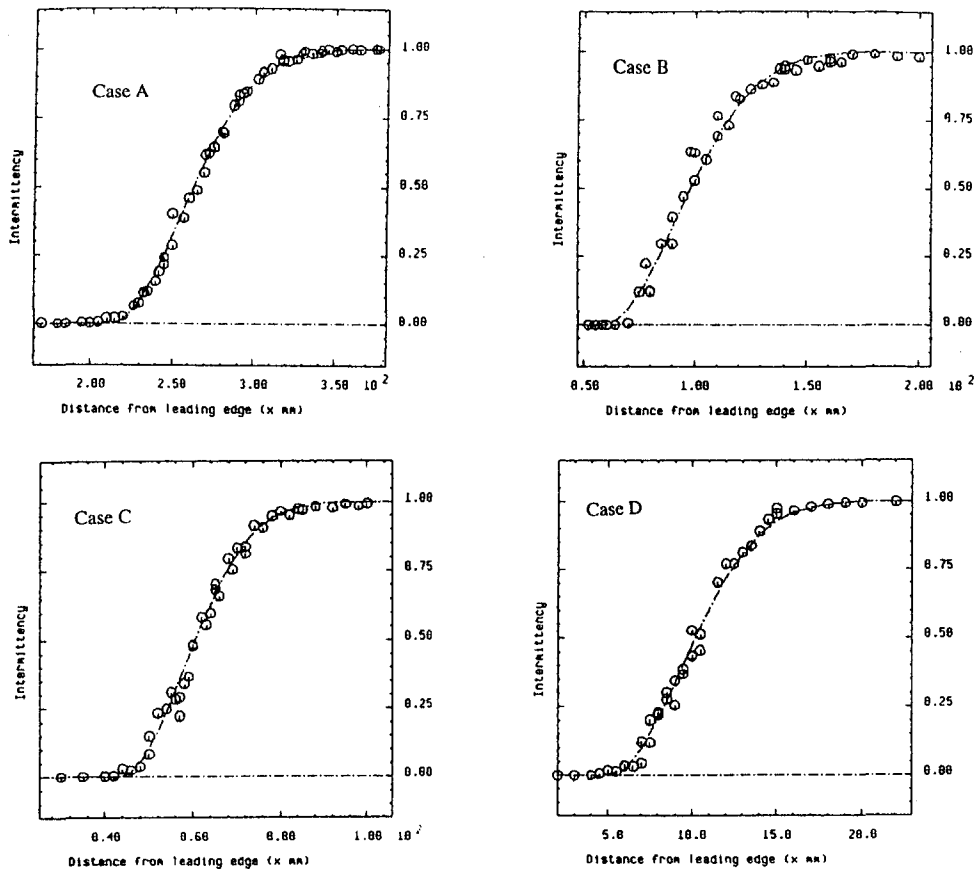 Case A
Intermittency
1.00
0.75
0.50
0.25
0.00
2.00 2.50 3.00 3.50 10²
Distance from leading edge (x mm)
Case B
Intermittency
1.00
0.75
0.50
0.25
0.00
0.50 1.00 1.50 2.00 10²
Distance from leading edge (x mm)
Case C
Intermittency
1.00
0.75
0.50
0.25
0.00
0.40 0.60 0.80 1.00 10²
Distance from leading edge (x mm)
Case D
Intermittency
1.00
0.75
0.50
0.25
0.00
5.0 10.0 15.0 20.0
Distance from leading edge (x mm)